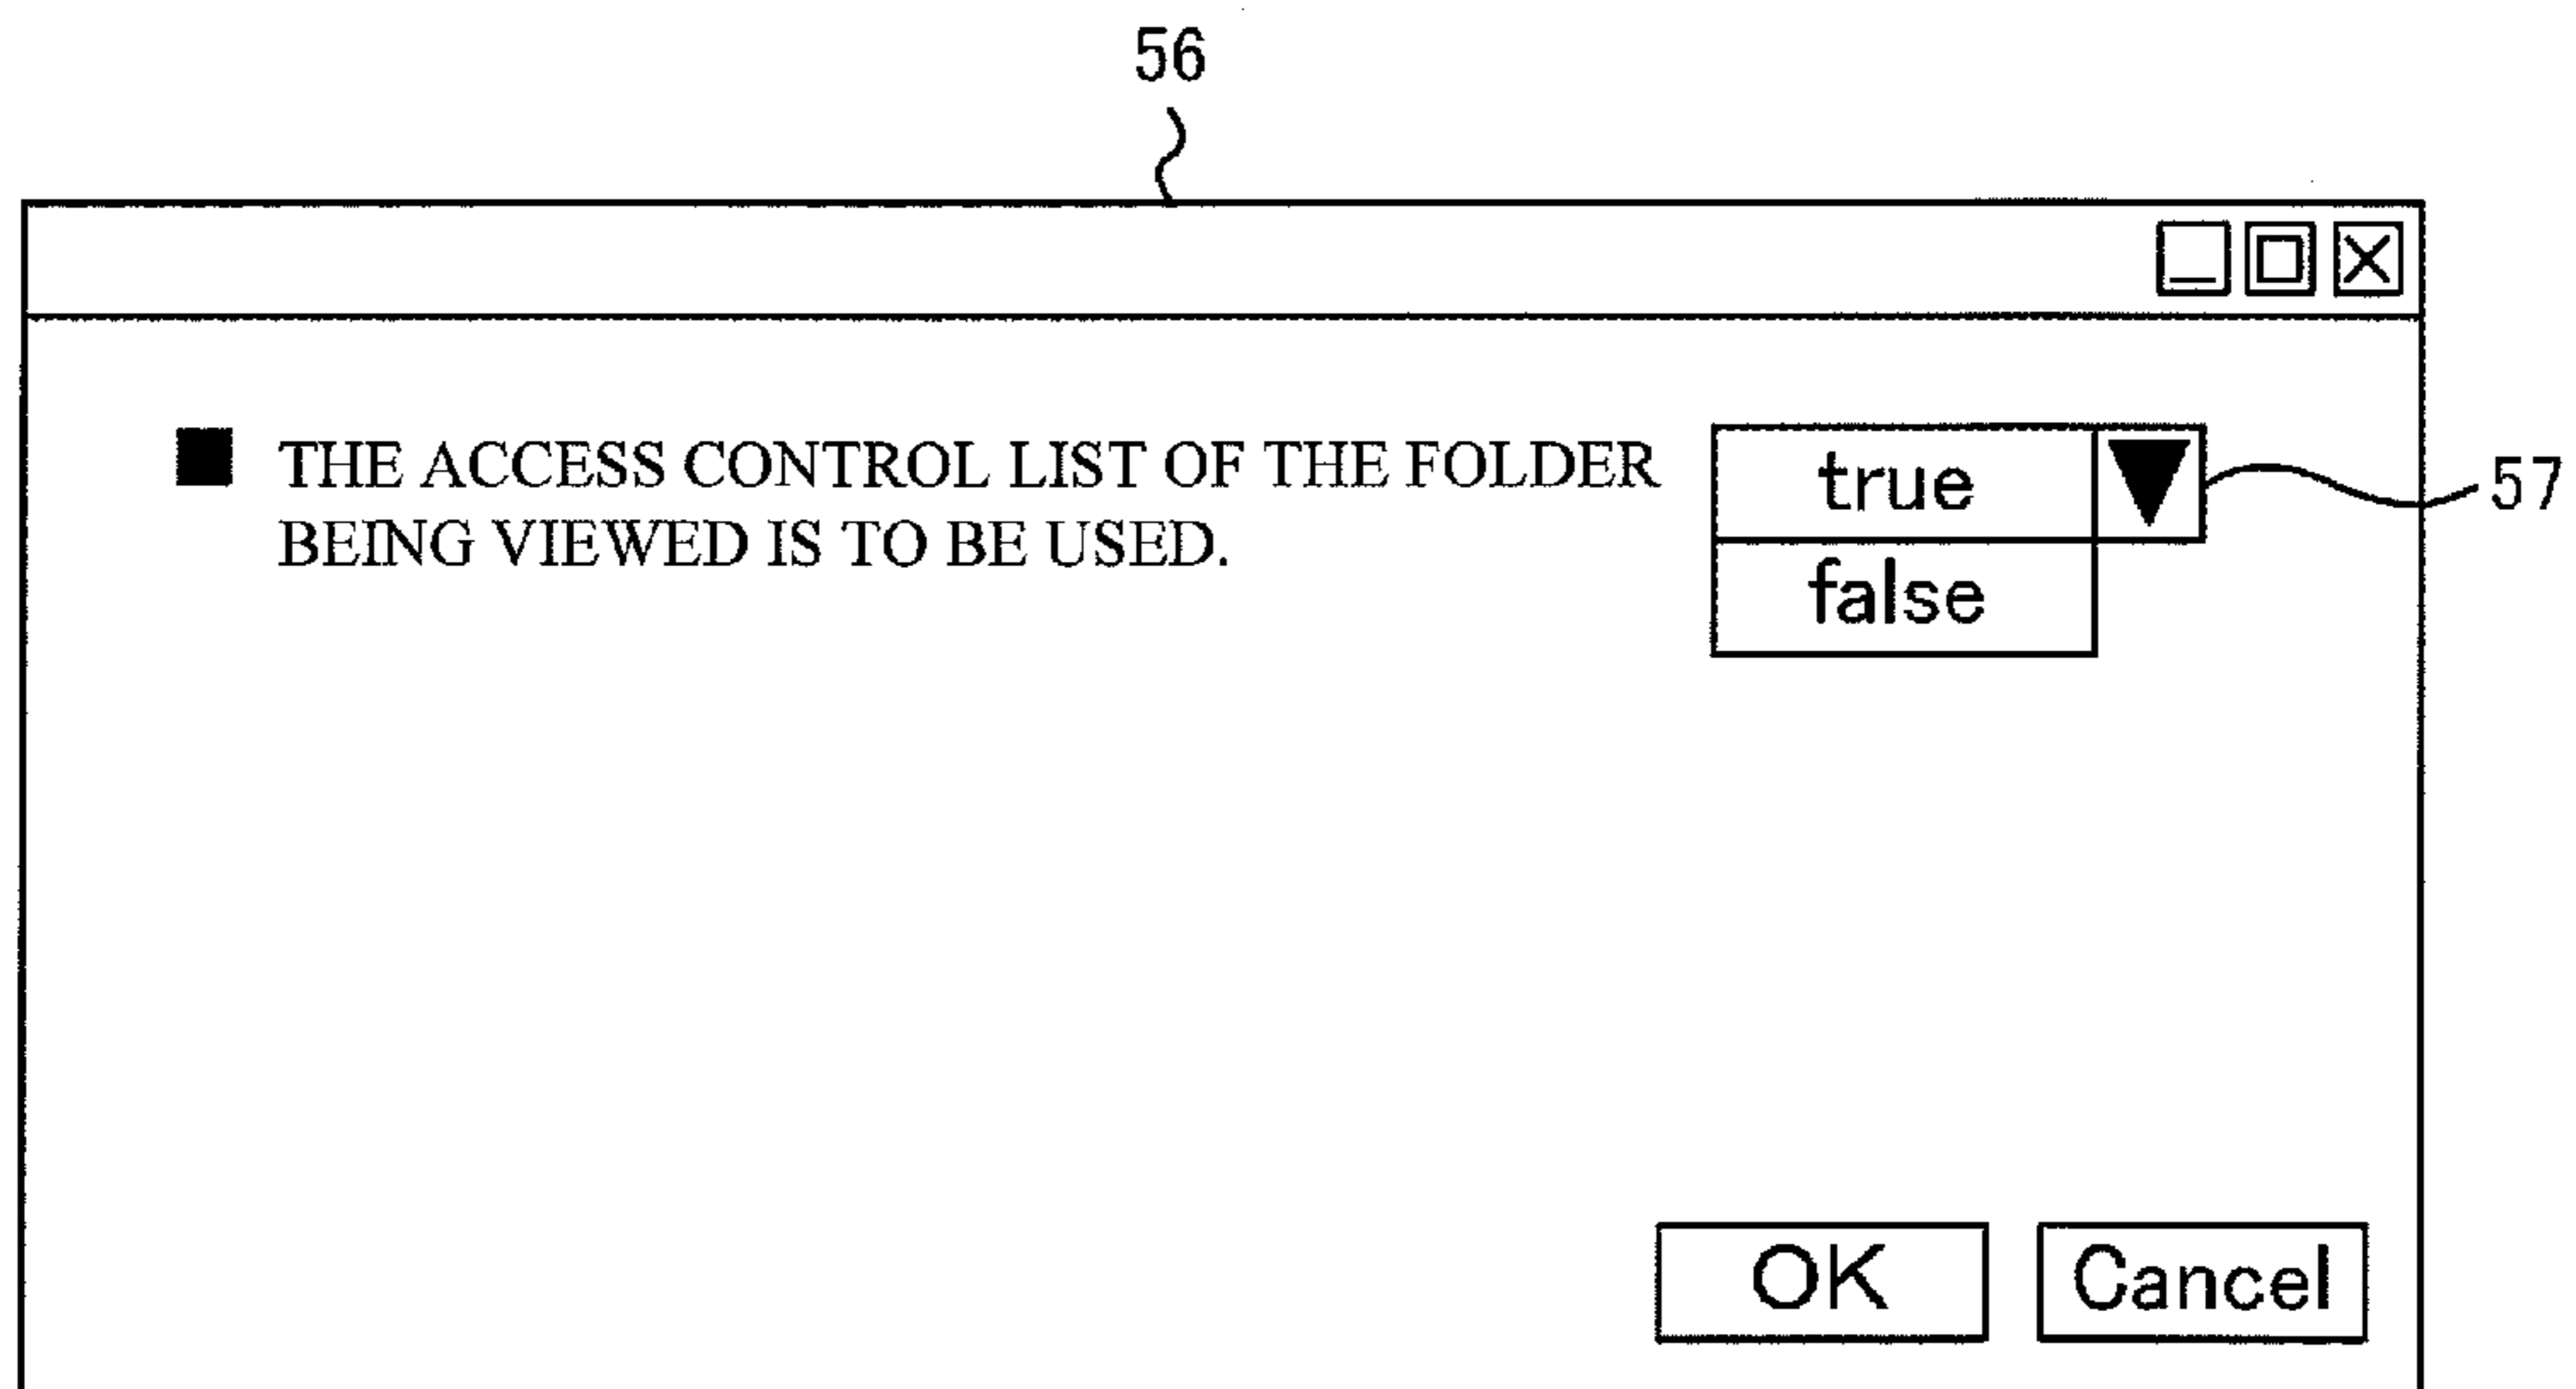 56
■ THE ACCESS CONTROL LIST OF THE FOLDER
BEING VIEWED IS TO BE USED.
true
57
false
OK
Cancel